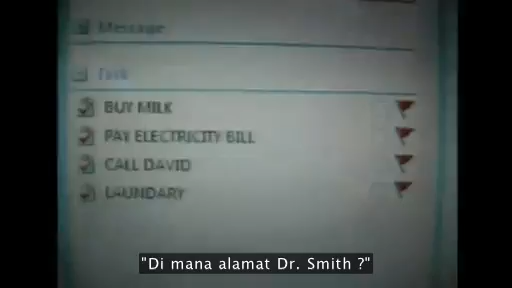 Message
Task
BUY MILK
PAY ELECTRICITY BILL
CALL DAVID
LAUNDARY
"Di mana alamat Dr. Smith ?"